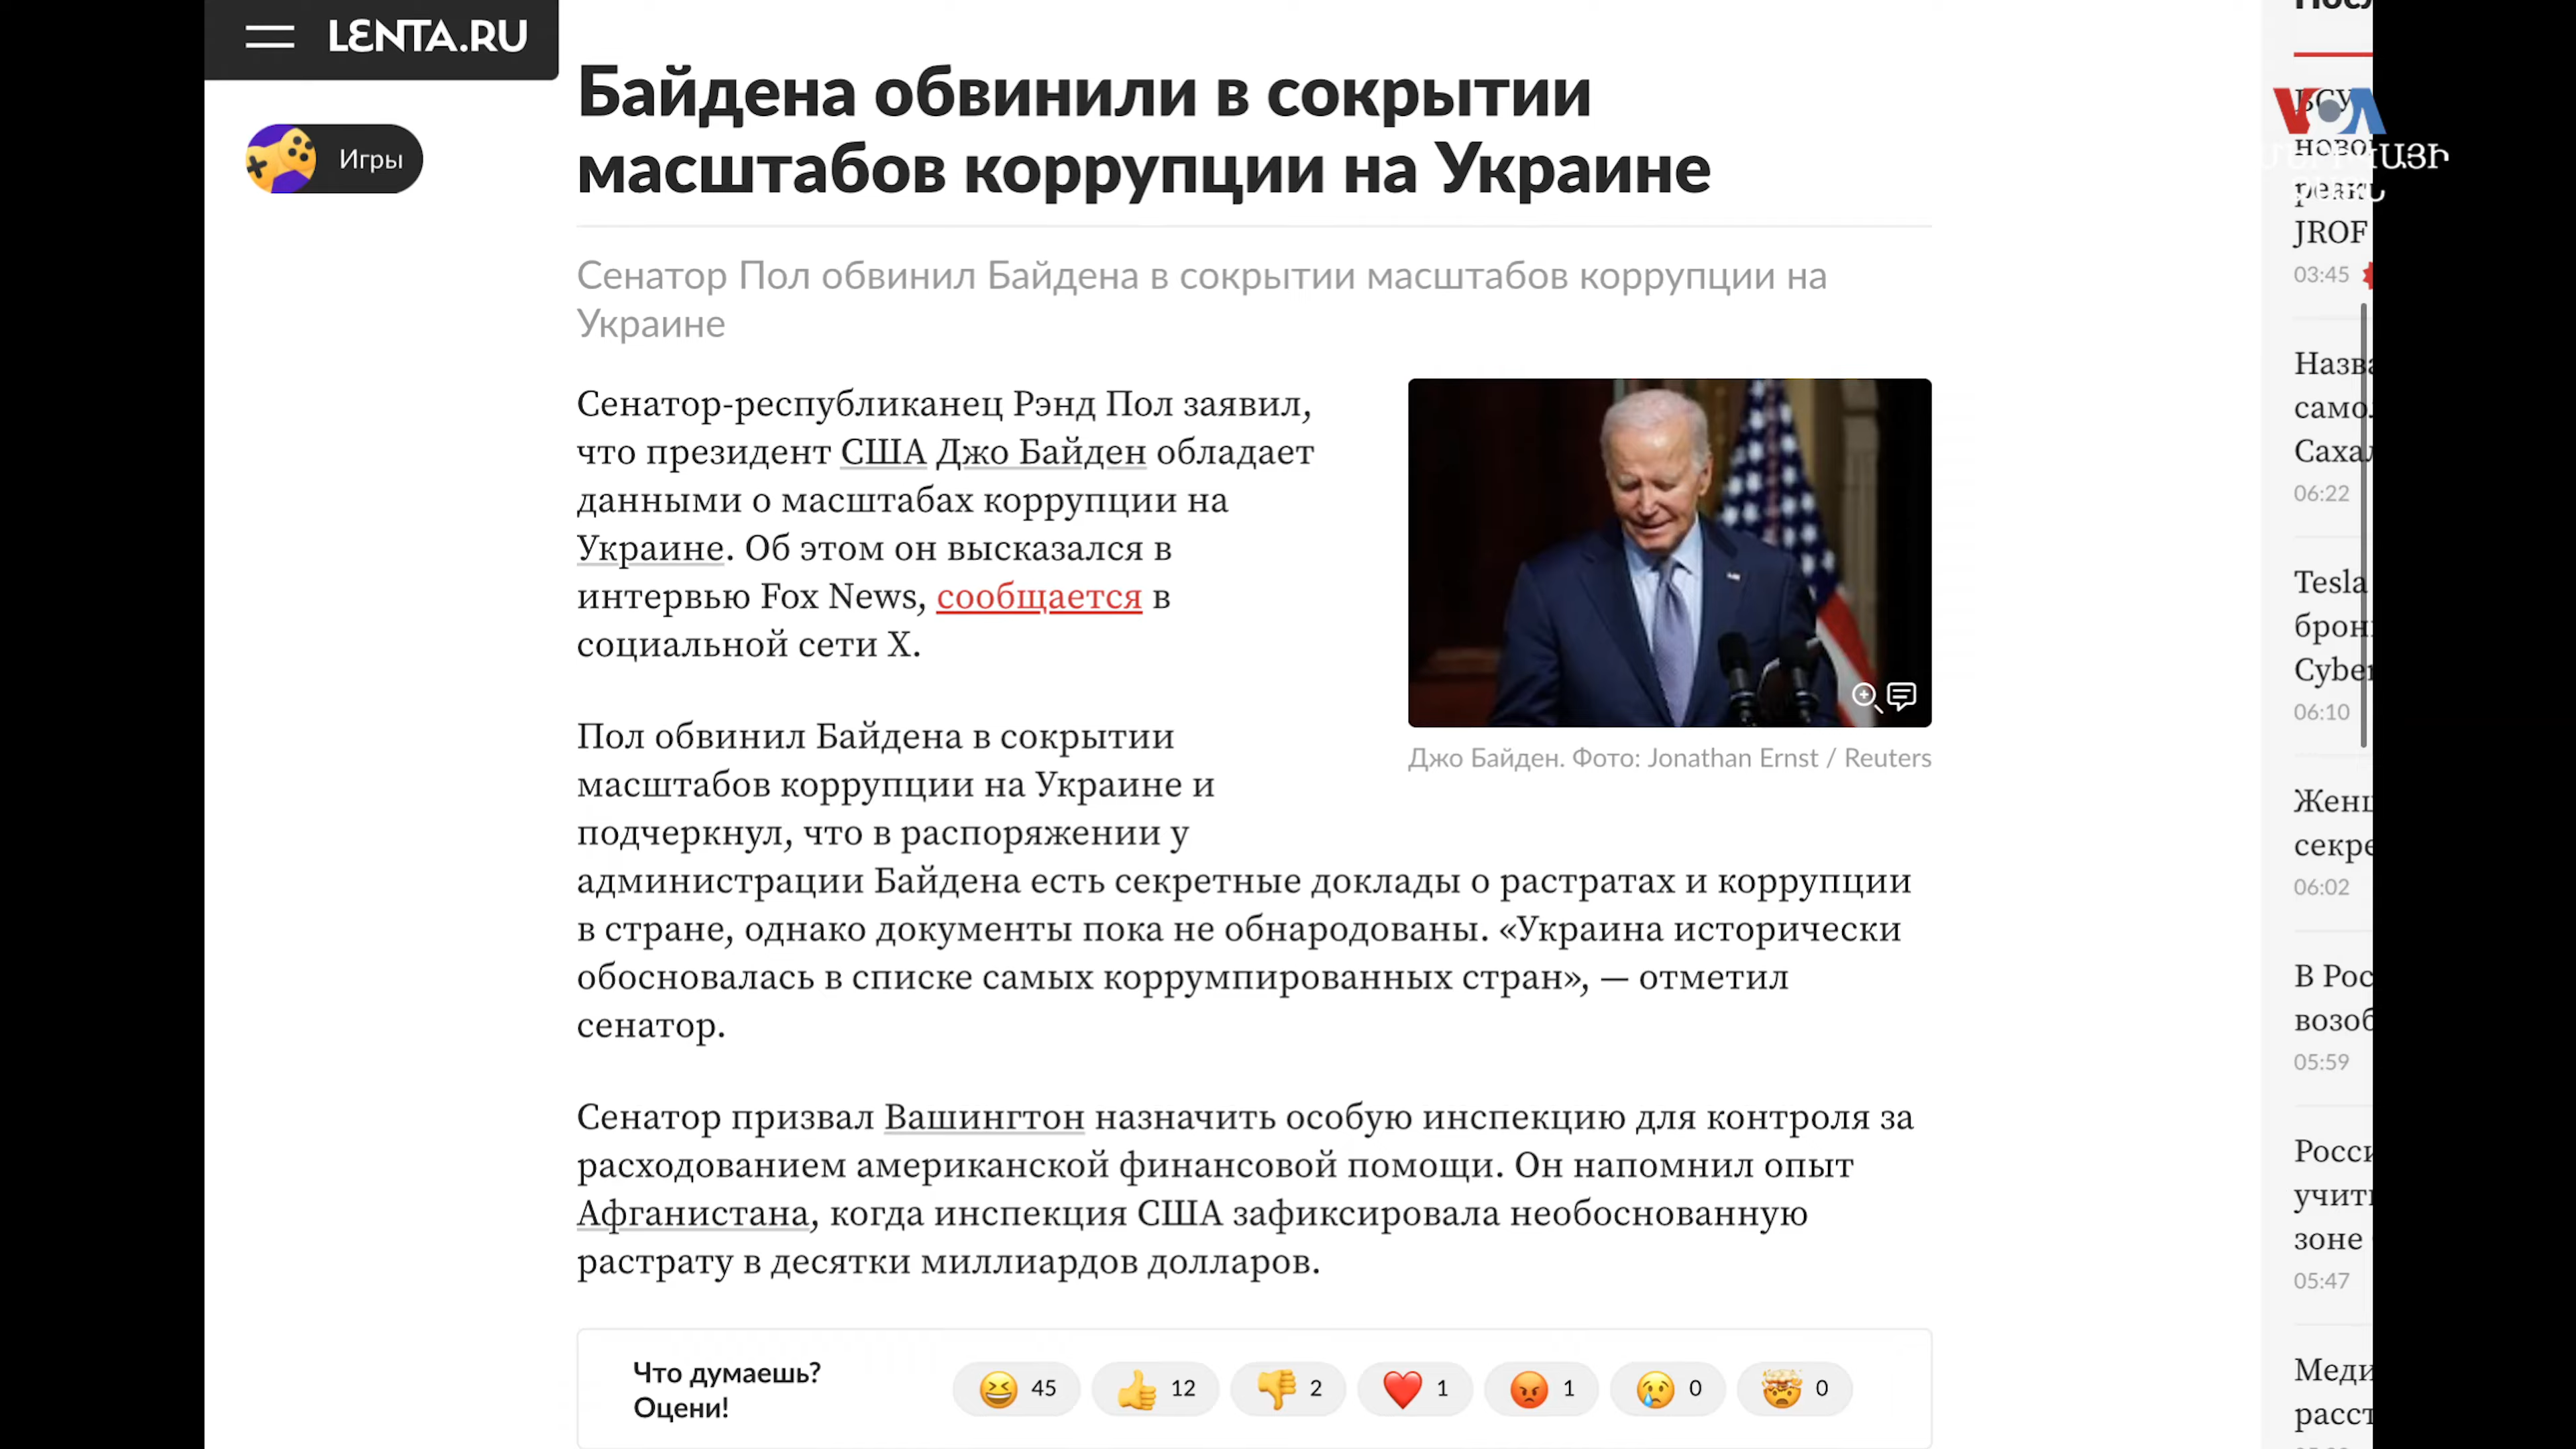 LENTA.RU
Игры
Байдена обвинили в сокрытии
масштабов коррупции на Украине
Сенатор Пол обвинил Байдена в сокрытии масштабов коррупции на
Украине
Сенатор-республиканец Рэнд Пол заявил,
что президент США Джо Байден обладает
данными о масштабах коррупции на
Украине. Об этом он высказался в
интервью Fox News, сообщается в
социальной сети X.
Джо Байден. Фото: Jonathan Ernst / Reuters
Пол обвинил Байдена в сокрытии
масштабов коррупции на Украине и
подчеркнул, что в распоряжении у
администрации Байдена есть секретные доклады о растратах и коррупции
в стране, однако документы пока не обнародованы. «Украина исторически
обосновалась в списке самых коррумпированных стран», — отметил
сенатор.
Сенатор призвал Вашингтон назначить особую инспекцию для контроля за
расходованием американской финансовой помощи. Он напомнил опыт
Афганистана, когда инспекция США зафиксировала необоснованную
растрату в десятки миллиардов долларов.
Что думаешь?
Оцени!
45 12 2 1 1 0 0
VOA
JROF
03:45
06:22
Tesla
06:10
06:02
05:59
зоне
05:47